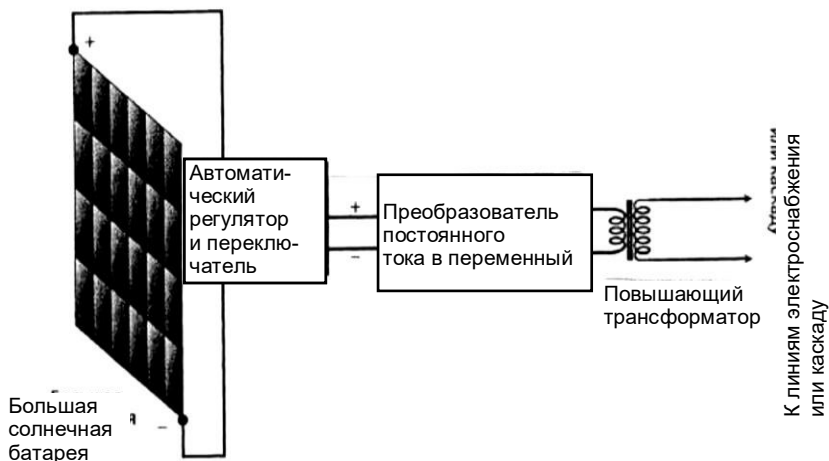 +
Автомати-
ческий
регулятор
и переклю-
чатель
+
−
Преобразователь
постоянного
тока в переменный
Повышающий
трансформатор
К линиям электроснабжения
или каскаду
Большая
солнечная
батарея
−